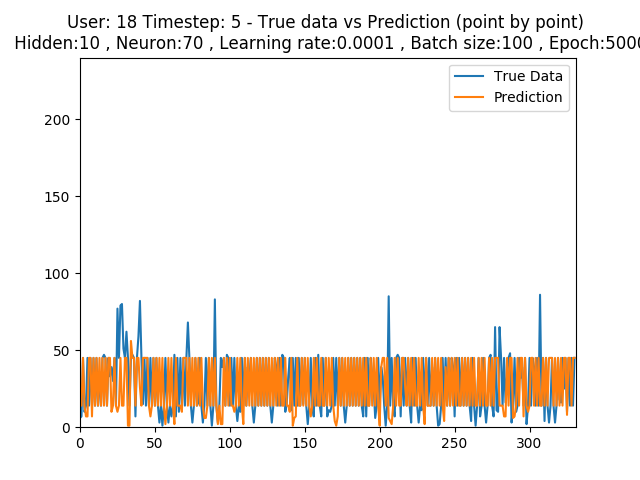 User: 18 Timestep: 5 - True data vs Prediction (point by point)
Hidden:10 , Neuron:70 , Learning rate:0.0001 , Batch size:100 , Epoch:5000
True Data
Prediction
200
150
100
50
0
0 50 100 150 200 250 300